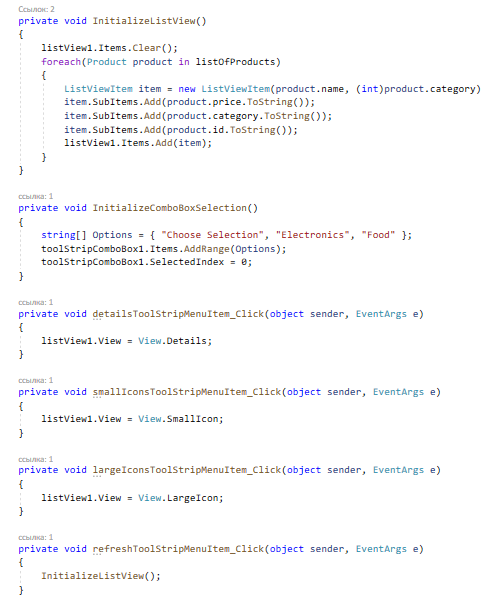 Ссылок: 2
private void InitializeListView()
{
    listView1.Items.Clear();
    foreach(Product product in listOfProducts)
    {
        ListViewItem item = new ListViewItem(product.name, (int)product.category)
        item.SubItems.Add(product.price.ToString());
        item.SubItems.Add(product.category.ToString());
        item.SubItems.Add(product.id.ToString());
        listView1.Items.Add(item);
    }
}
ссылка: 1
private void InitializeComboBoxSelection()
{
    string[] Options = { "Choose Selection", "Electronics", "Food" };
    toolStripComboBox1.Items.AddRange(Options);
    toolStripComboBox1.SelectedIndex = 0;
}
ссылка: 1
private void detailsToolStripMenuItem_Click(object sender, EventArgs e)
{
    listView1.View = View.Details;
}
ссылка: 1
private void smallIconsToolStripMenuItem_Click(object sender, EventArgs e)
{
    listView1.View = View.SmallIcon;
}
ссылка: 1
private void largeIconsToolStripMenuItem_Click(object sender, EventArgs e)
{
    listView1.View = View.LargeIcon;
}
ссылка: 1
private void refreshToolStripMenuItem_Click(object sender, EventArgs e)
{
    InitializeListView();
}